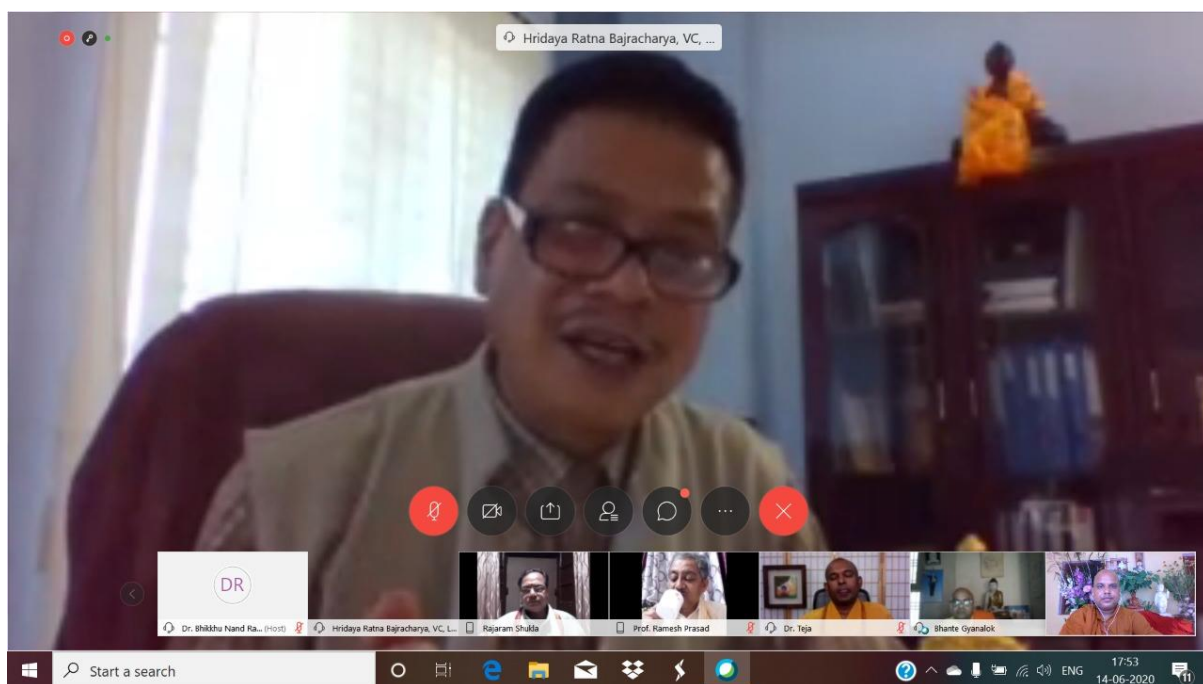 Hridaya Ratna Bajracharya, VC, ...
DR
Dr. Bhikkhu Nand Ra... (Host)
Hridaya Ratna Bajracharya, VC, L...
Rajaram Shukla
Prof. Ramesh Prasad
Dr. Teja
Bhante Gyanalok
Start a search
ENG
17:53
14-06-2020
11